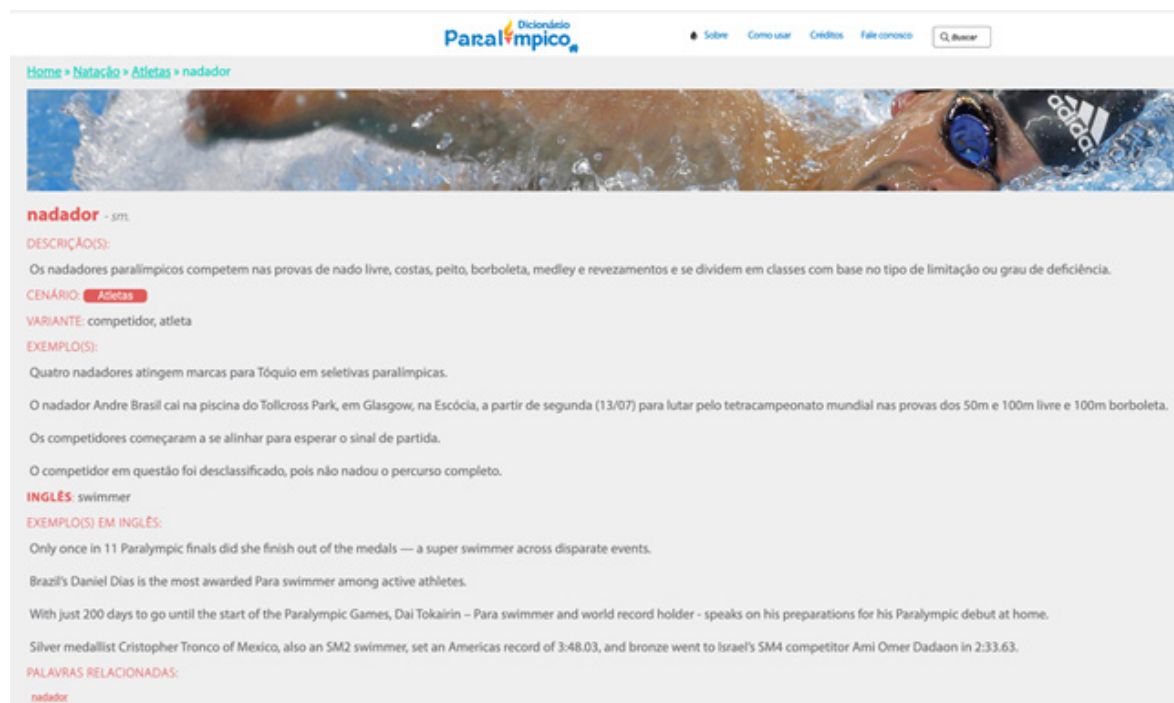 Dicionário
Paralímpico
Sobre Como usar Créditos Fale conosco Buscar
Home » Natação » Atletas » nadador
adidas
nadador - sm.
DESCRIÇÃO(S):
Os nadadores paralímpicos competem nas provas de nado livre, costas, peito, borboleta, medley e revezamentos e se dividem em classes com base no tipo de limitação ou grau de deficiência.
CENÁRIO: Atletas
VARIANTE: competidor, atleta
EXEMPLO(S):
Quatro nadadores atingem marcas para Tóquio em seletivas paralímpicas.
O nadador Andre Brasil cai na piscina do Tollcross Park, em Glasgow, na Escócia, a partir de segunda (13/07) para lutar pelo tetracampeonato mundial nas provas dos 50m e 100m livre e 100m borboleta.
Os competidores começaram a se alinhar para esperar o sinal de partida.
O competidor em questão foi desclassificado, pois não nadou o percurso completo.
INGLÊS: swimmer
EXEMPLO(S) EM INGLÊS:
Only once in 11 Paralympic finals did she finish out of the medals — a super swimmer across disparate events.
Brazil's Daniel Dias is the most awarded Para swimmer among active athletes.
With just 200 days to go until the start of the Paralympic Games, Dai Tokairin – Para swimmer and world record holder - speaks on his preparations for his Paralympic debut at home.
Silver medallist Cristopher Tronco of Mexico, also an SM2 swimmer, set an Americas record of 3:48.03, and bronze went to Israel's SM4 competitor Ami Omer Dadaon in 2:33.63.
PALAVRAS RELACIONADAS:
nadador